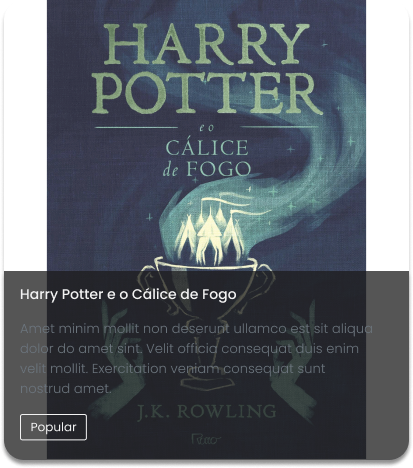 HARRY
POTTER
e o
CÁLICE
de FOGO
Harry Potter e o Cálice de Fogo
Amet minim mollit non deserunt ullamco est sit aliqua
dolor do amet sint. Velit officia consequat duis enim
velit mollit. Exercitation veniam consequat sunt
nostrud amet.
J.K. ROWLING
Popular
Rocco